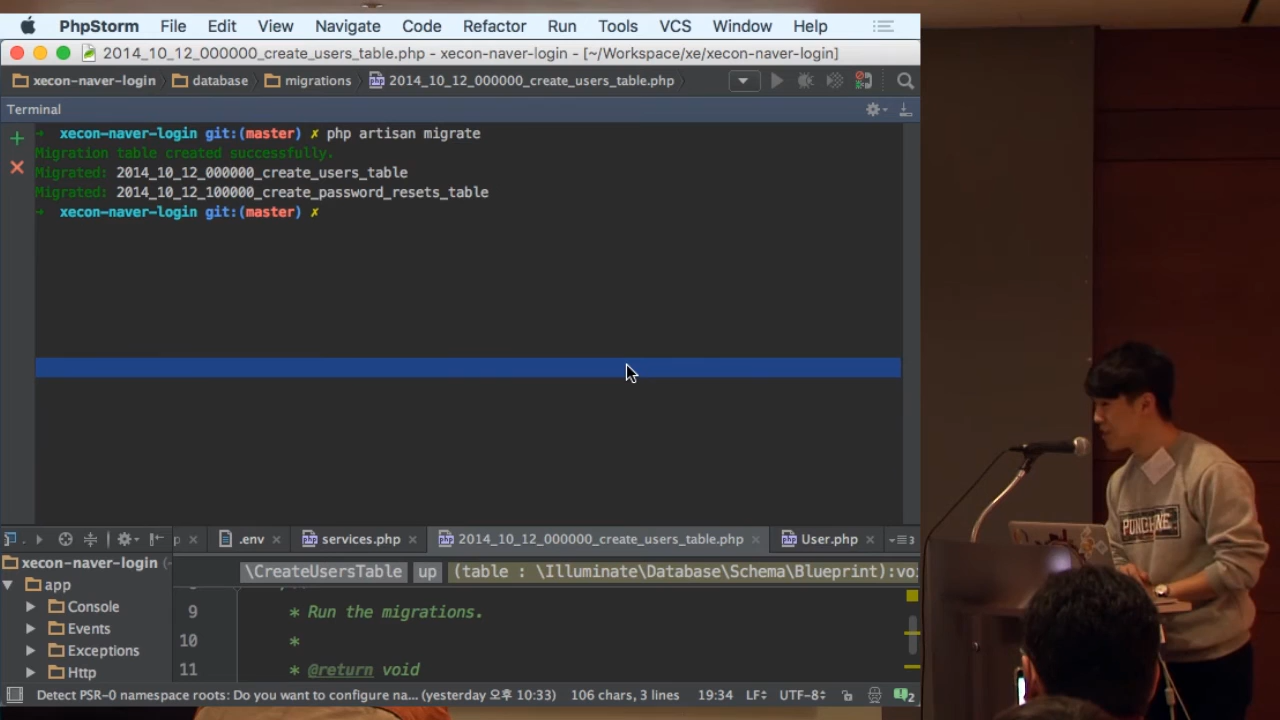 PhpStorm File Edit View Navigate Code Refactor Run Tools VCS Window Help
2014_10_12_000000_create_users_table.php - xecon-naver-login - [~/Workspace/xe/xecon-naver-login]
xecon-naver-login database migrations 2014_10_12_000000_create_users_table.php
Terminal
xecon-naver-login git:(master) ✗ php artisan migrate
Migration table created successfully.
Migrated: 2014_10_12_000000_create_users_table
Migrated: 2014_10_12_100000_create_password_resets_table
xecon-naver-login git:(master) ✗
p .env services.php 2014_10_12_000000_create_users_table.php User.php 3
xecon-naver-login (
\CreateUsersTable up (table : \Illuminate\Database\Schema\Blueprint):voi
app
Console
Events
Exceptions
Http
9 * Run the migrations.
10 *
11 * @return void
Detect PSR-0 namespace roots: Do you want to configure na... (yesterday 오후 10:33) 106 chars, 3 lines 19:34 LF UTF-8 2